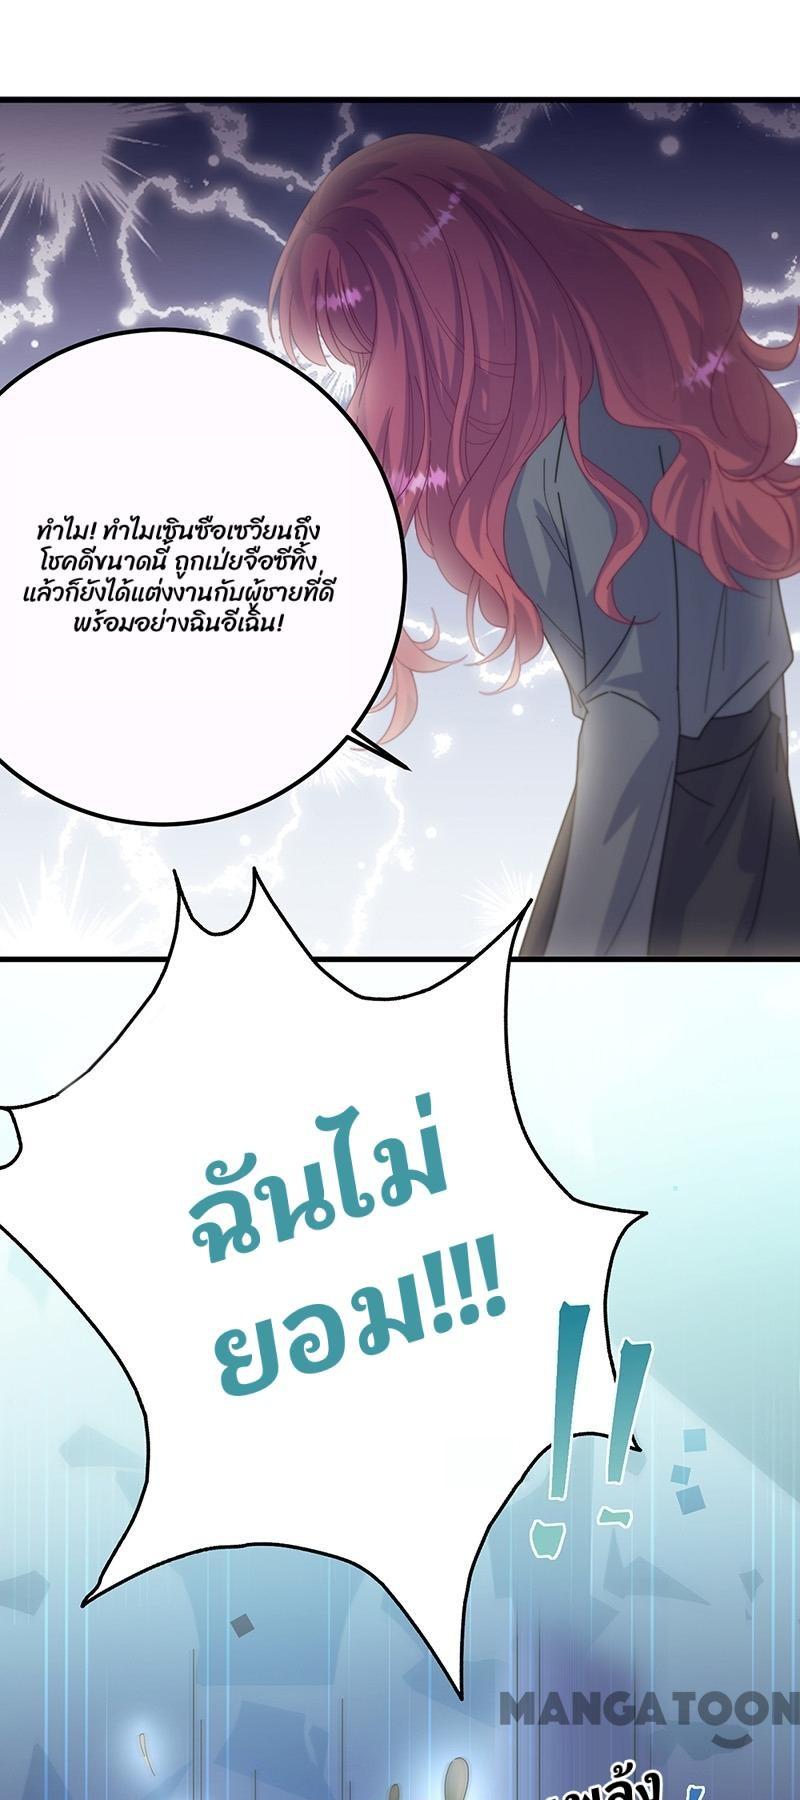 ทำไม! ทำไมเซินซือเซวียนถึง
โชคดีขนาดนี้ ถูกเป่ยจือซีทิ้ง
แล้วก็ยังได้แต่งงานกับผู้ชายที่ดี
พร้อมอย่างฉินอีเฉิน!
ฉันไม่
ยอม!!!
!!
MANGATOON